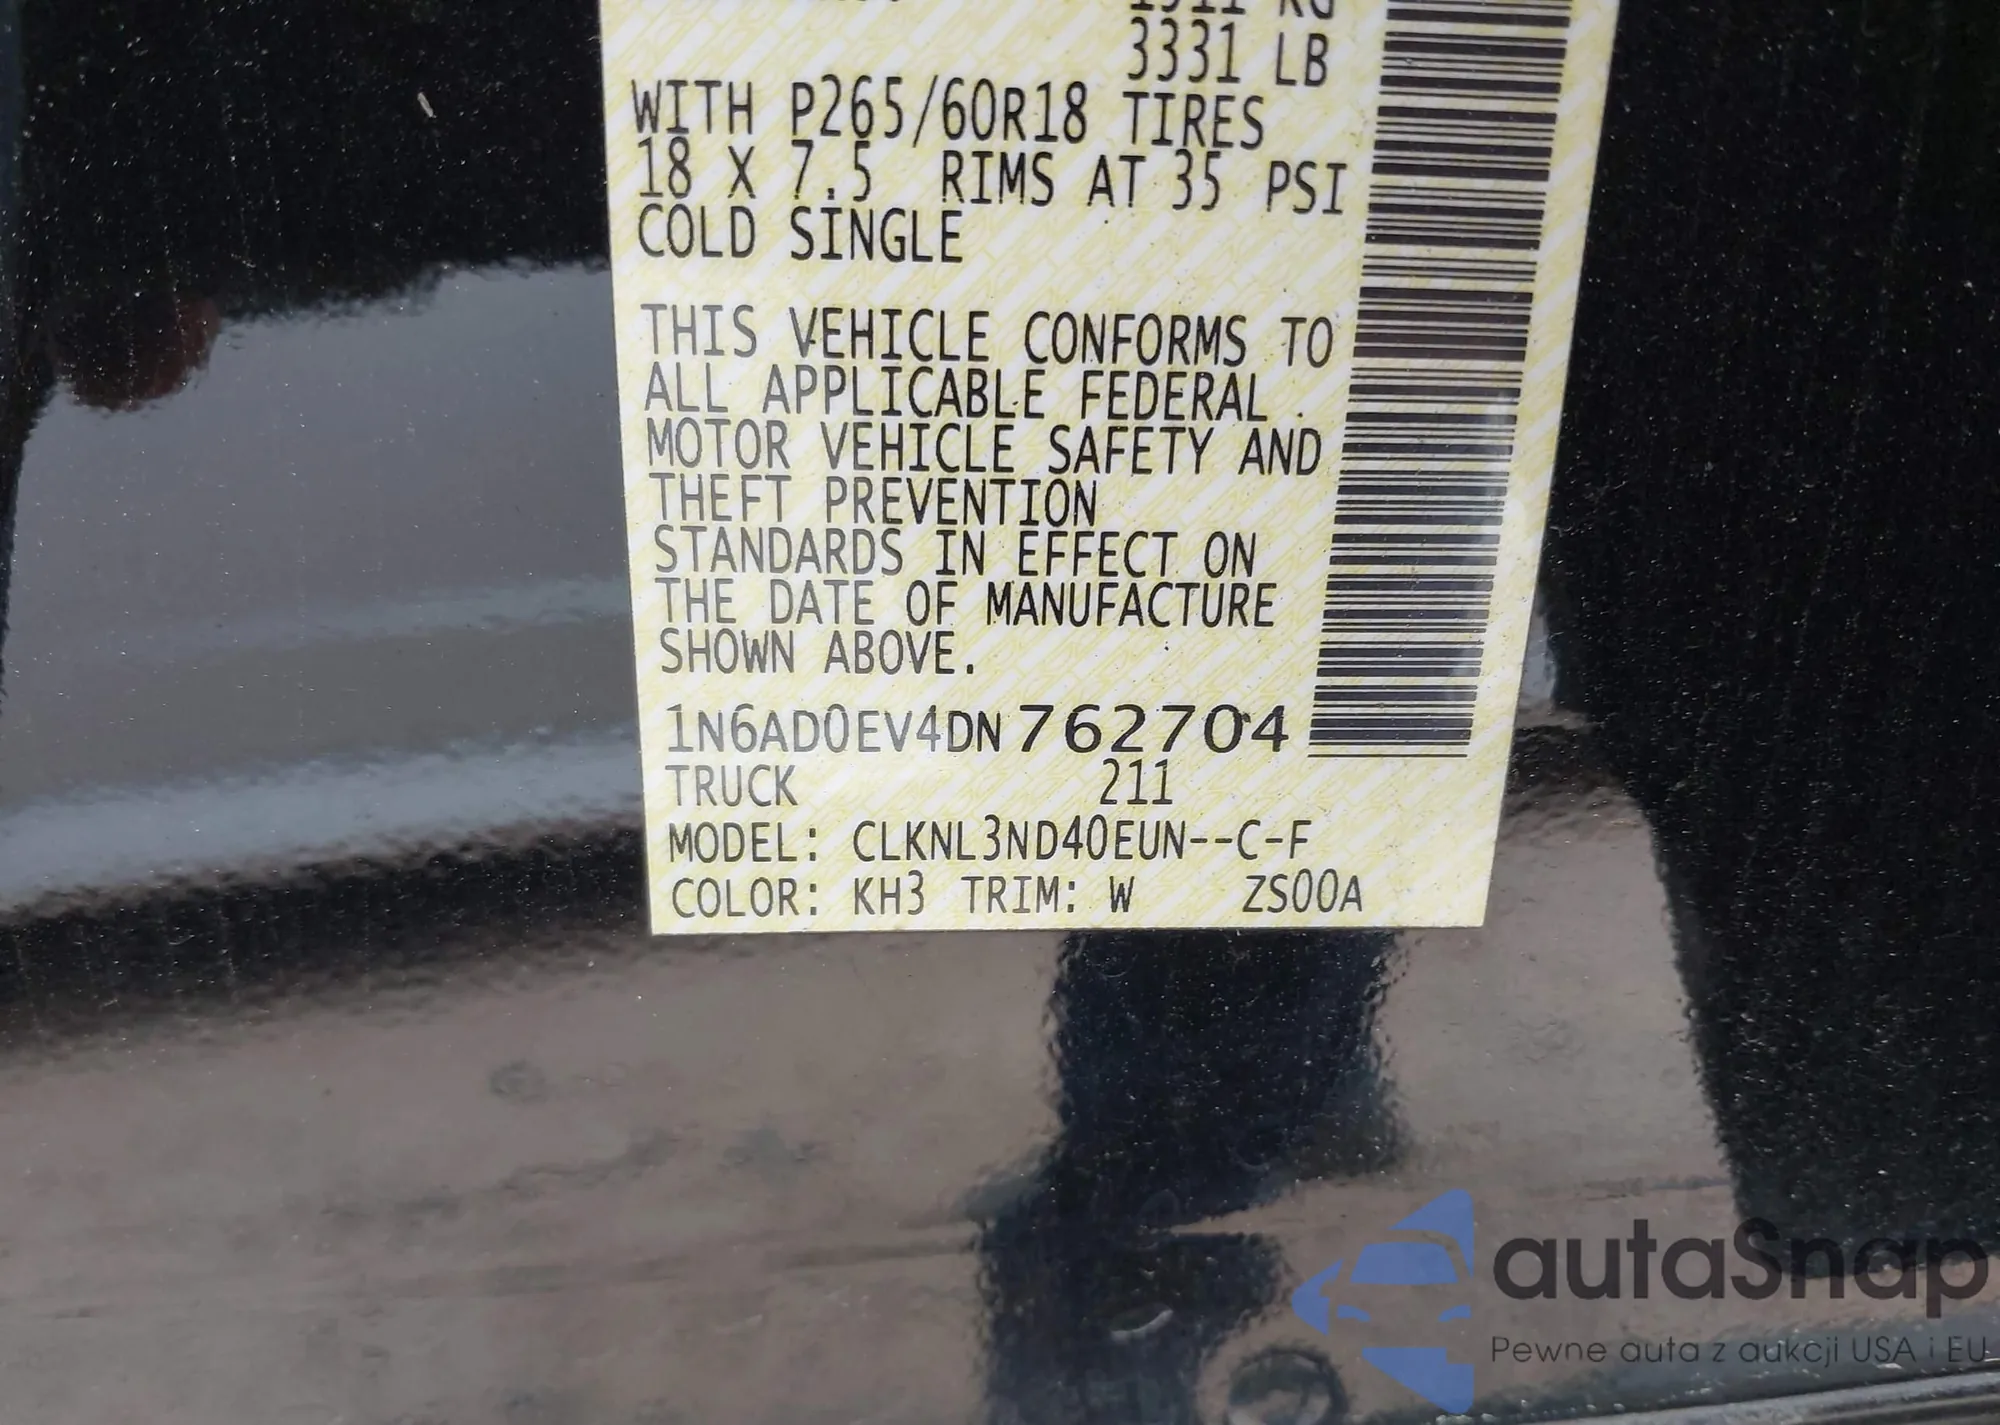 3331 LB
WITH P265/60R18 TIRES
18 X 7.5 RIMS AT 35 PSI
COLD SINGLE
THIS VEHICLE CONFORMS TO
ALL APPLICABLE FEDERAL
MOTOR VEHICLE SAFETY AND
THEFT PREVENTION
STANDARDS IN EFFECT ON
THE DATE OF MANUFACTURE
SHOWN ABOVE.
1N6AD0EV4DN762704
TRUCK 211
MODEL: CLKNL3ND40EUN--C-F
COLOR: KH3 TRIM: W ZS00A
autaSnap
Pewne auta z aukcji USA i EU